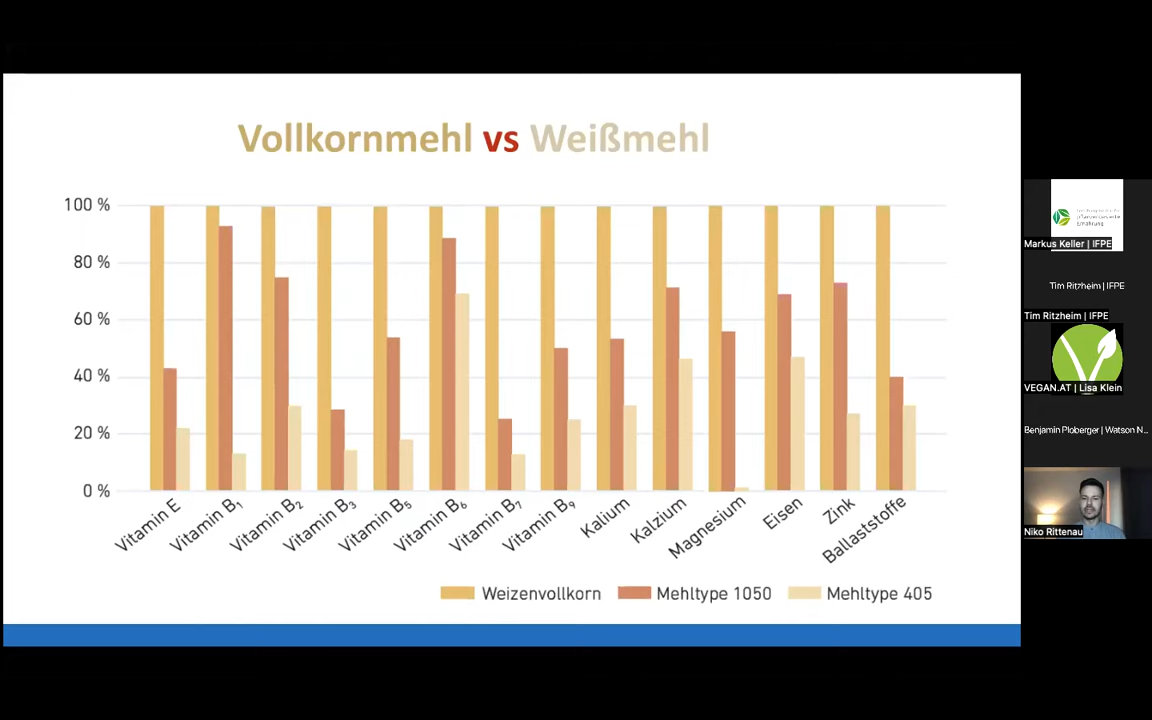 Vollkornmehl vs Weißmehl
100 %
80 %
60 %
40 %
20 %
0 %
Vitamin E
Vitamin B₁
Vitamin B₂
Vitamin B₃
Vitamin B₅
Vitamin B₆
Vitamin B₇
Vitamin B₉
Kalium
Kalzium
Magnesium
Eisen
Zink
Ballaststoffe
Weizenvollkorn
Mehltype 1050
Mehltype 405
Ernährung
Markus Keller | IFPE
Tim Ritzheim | IFPE
Tim Ritzheim | IFPE
VEGAN.AT | Lisa Klein
Benjamin Ploberger | Watson N...
Niko Rittenau